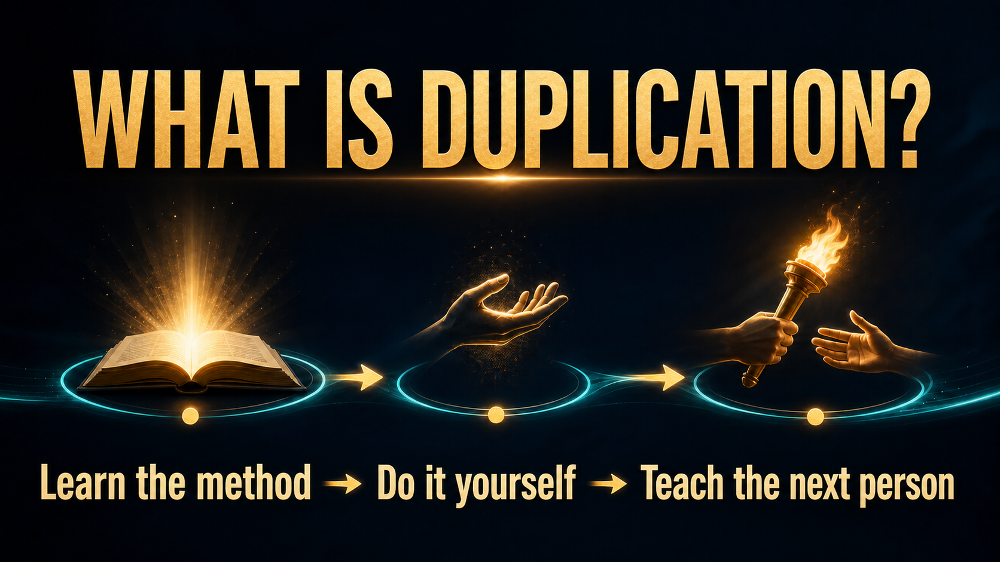 WHAT IS DUPLICATION?
Learn the method → Do it yourself → Teach the next person